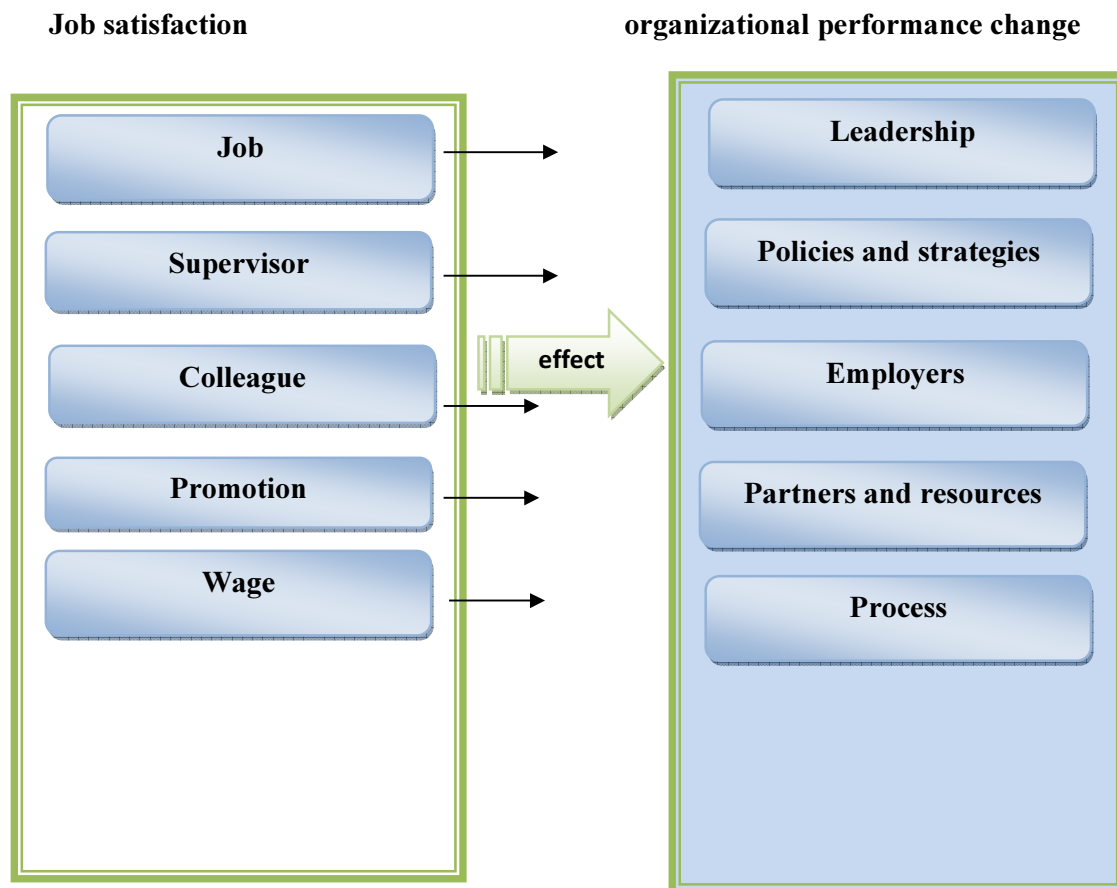 Job satisfaction
organizational performance change
Job
Supervisor
Colleague
Promotion
Wage
effect
Leadership
Policies and strategies
Employers
Partners and resources
Process